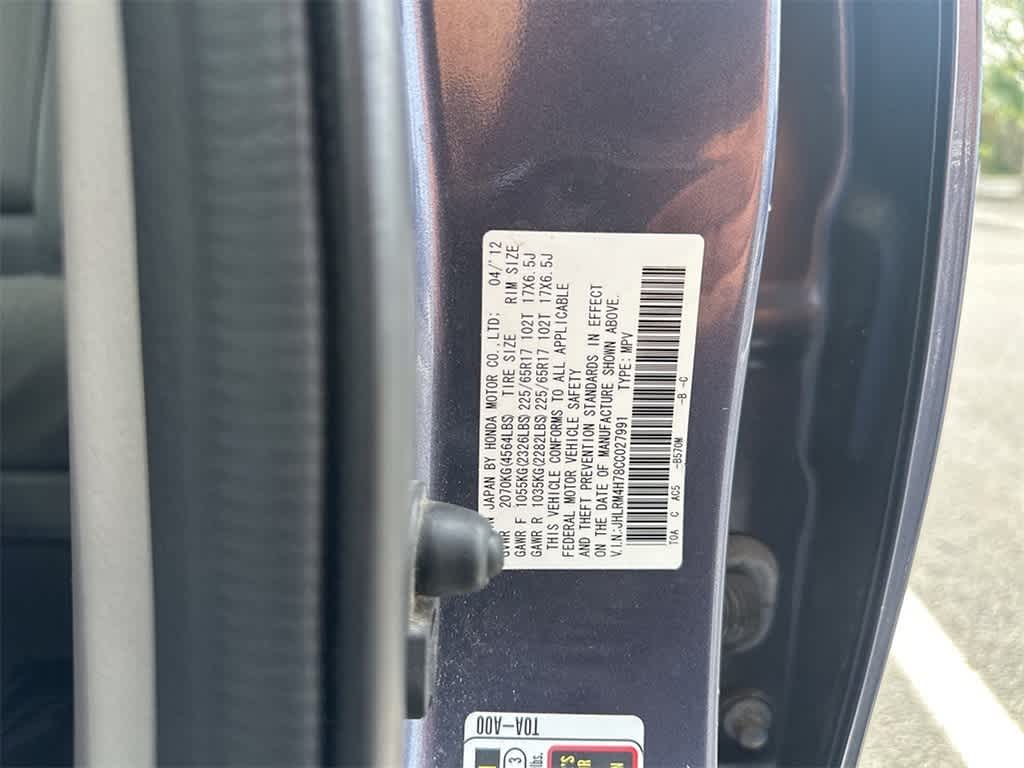 JAPAN BY HONDA MOTOR CO.,LTD; 04/'12
GVWR 2070KG(4564LBS) TIRE SIZE RIM SIZE
GAWR F 1055KG(2326LBS) 225/65R17 102T 17X6.5J
GAWR R 1035KG(2282LBS) 225/65R17 102T 17X6.5J
THIS VEHICLE CONFORMS TO ALL APPLICABLE
FEDERAL MOTOR VEHICLE SAFETY
AND THEFT PREVENTION STANDARDS IN EFFECT
ON THE DATE OF MANUFACTURE SHOWN ABOVE.
V.I.N.:JHLRM4H78CC027991 TYPE: MPV
T0A C AC5 -B570M -B -C
T0A-A00
3
lbs.